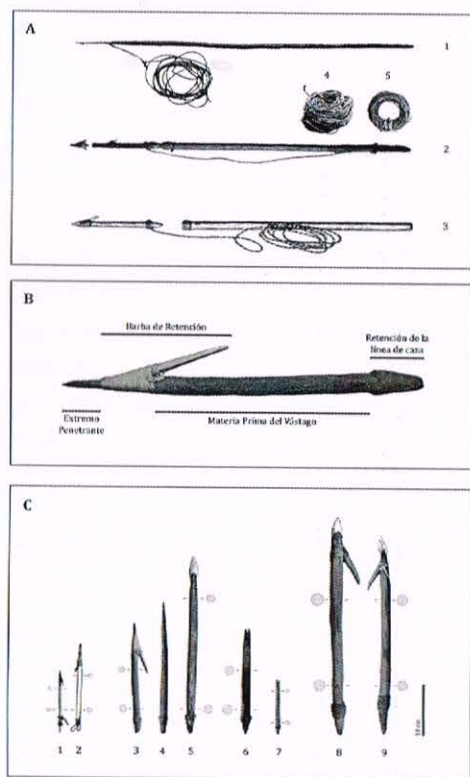 A
1
4 5
2
3
B
Barba de Retención
Retención de la
línea de caza
Extremo
Penetrante
Materia Prima del Vástago
C
1 2 3 4 5 6 7 8 9
10 cm